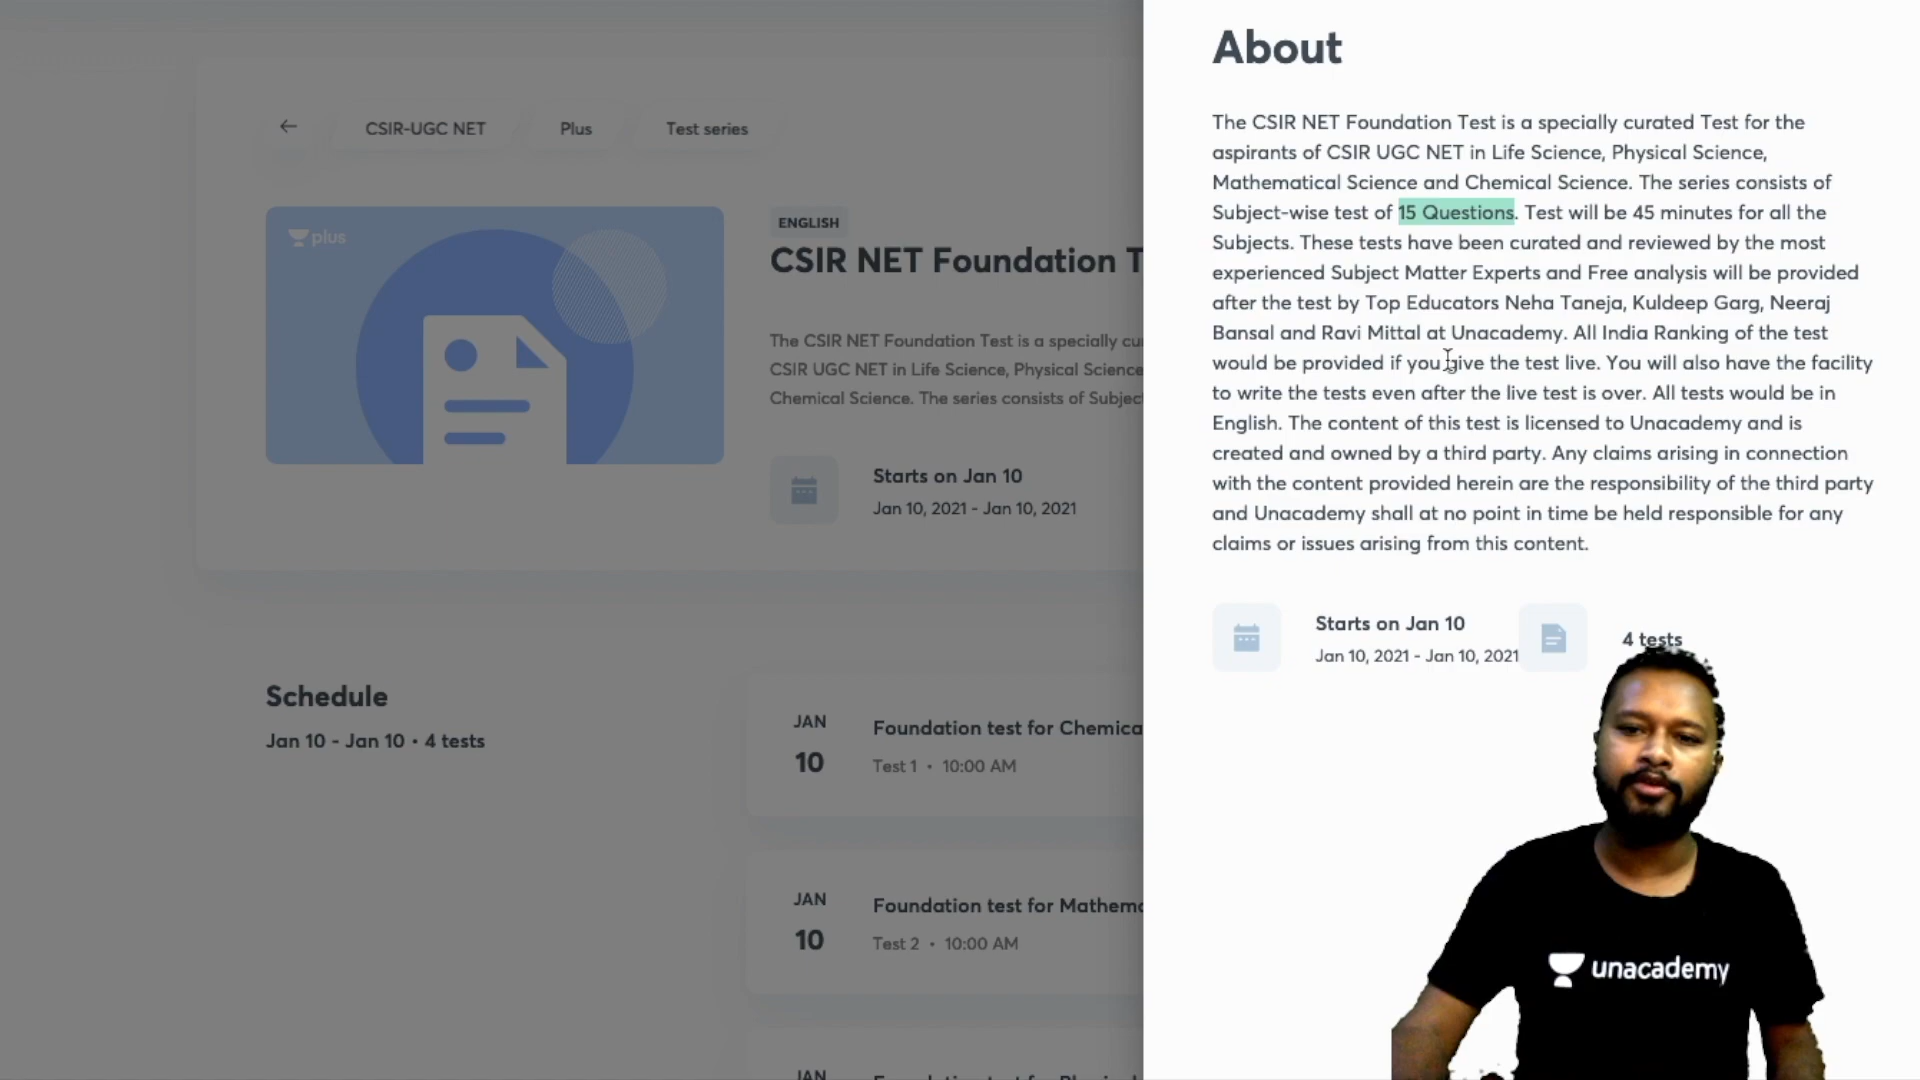 CSIR-UGC NET
Plus
Test series
plus
ENGLISH
CSIR NET Foundation T
The CSIR NET Foundation Test is a specially cu
CSIR UGC NET in Life Science, Physical Science
Chemical Science. The series consists of Subjec
Starts on Jan 10
Jan 10, 2021 - Jan 10, 2021
Schedule
Jan 10 - Jan 10 • 4 tests
JAN
10
Foundation test for Chemica
Test 1 • 10:00 AM
JAN
10
Foundation test for Mathema
Test 2 • 10:00 AM
JAN
About
The CSIR NET Foundation Test is a specially curated Test for the
aspirants of CSIR UGC NET in Life Science, Physical Science,
Mathematical Science and Chemical Science. The series consists of
Subject-wise test of 15 Questions. Test will be 45 minutes for all the
Subjects. These tests have been curated and reviewed by the most
experienced Subject Matter Experts and Free analysis will be provided
after the test by Top Educators Neha Taneja, Kuldeep Garg, Neeraj
Bansal and Ravi Mittal at Unacademy. All India Ranking of the test
would be provided if you give the test live. You will also have the facility
to write the tests even after the live test is over. All tests would be in
English. The content of this test is licensed to Unacademy and is
created and owned by a third party. Any claims arising in connection
with the content provided herein are the responsibility of the third party
and Unacademy shall at no point in time be held responsible for any
claims or issues arising from this content.
Starts on Jan 10
Jan 10, 2021 - Jan 10, 2021
4 tests
unacademy